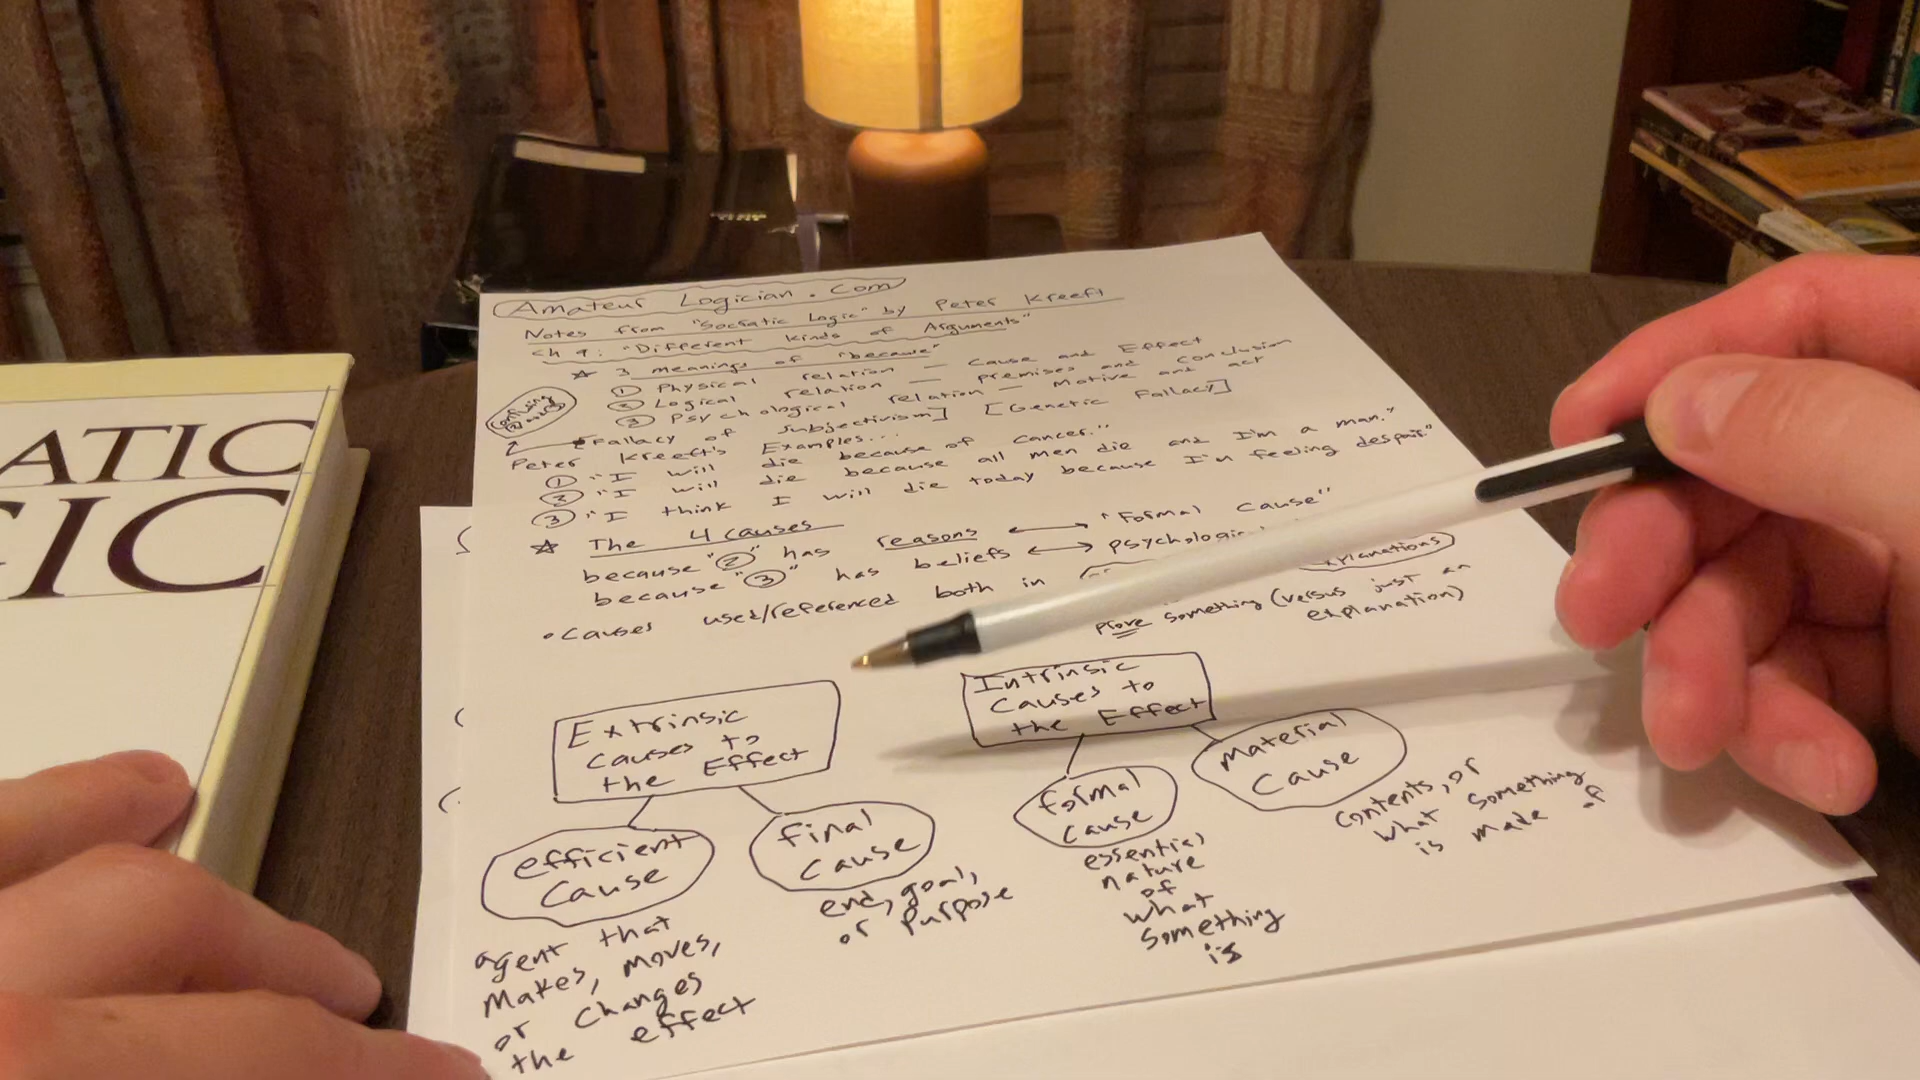 ATIC
GIC
Amateur Logician.Com
Notes from "Socratic Logic" by Peter Kreeft
Ch 9: "Different kinds of Arguments"
☆ 3 meanings of "because"
① Physical relation — Cause and Effect
② Logical relation — premises and conclusion
③ Psychological relation — Motive and act
Confusing
Fallacy of Subjectivism] [Genetic Fallacy]
Peter Kreeft's Examples...
① "I will die because of cancer."
② "I will die because all men die and I'm a man."
③ "I think I will die today because I'm feeling despair."
☆ The 4 causes
because "②" has reasons ⟷ "Formal Cause"
because "③" has beliefs ⟷ psychologic
• Causes used/referenced both in
xplanations
prove something (versus just an
explanation)
Extrinsic
Causes to
the Effect
efficient
Cause
agent that
makes, moves,
or changes
the effect
final
cause
end, goal,
or purpose
Intrinsic
Causes to
the Effect
formal
cause
essential
nature
of
what
something
is
material
cause
contents, or
what something
is made of